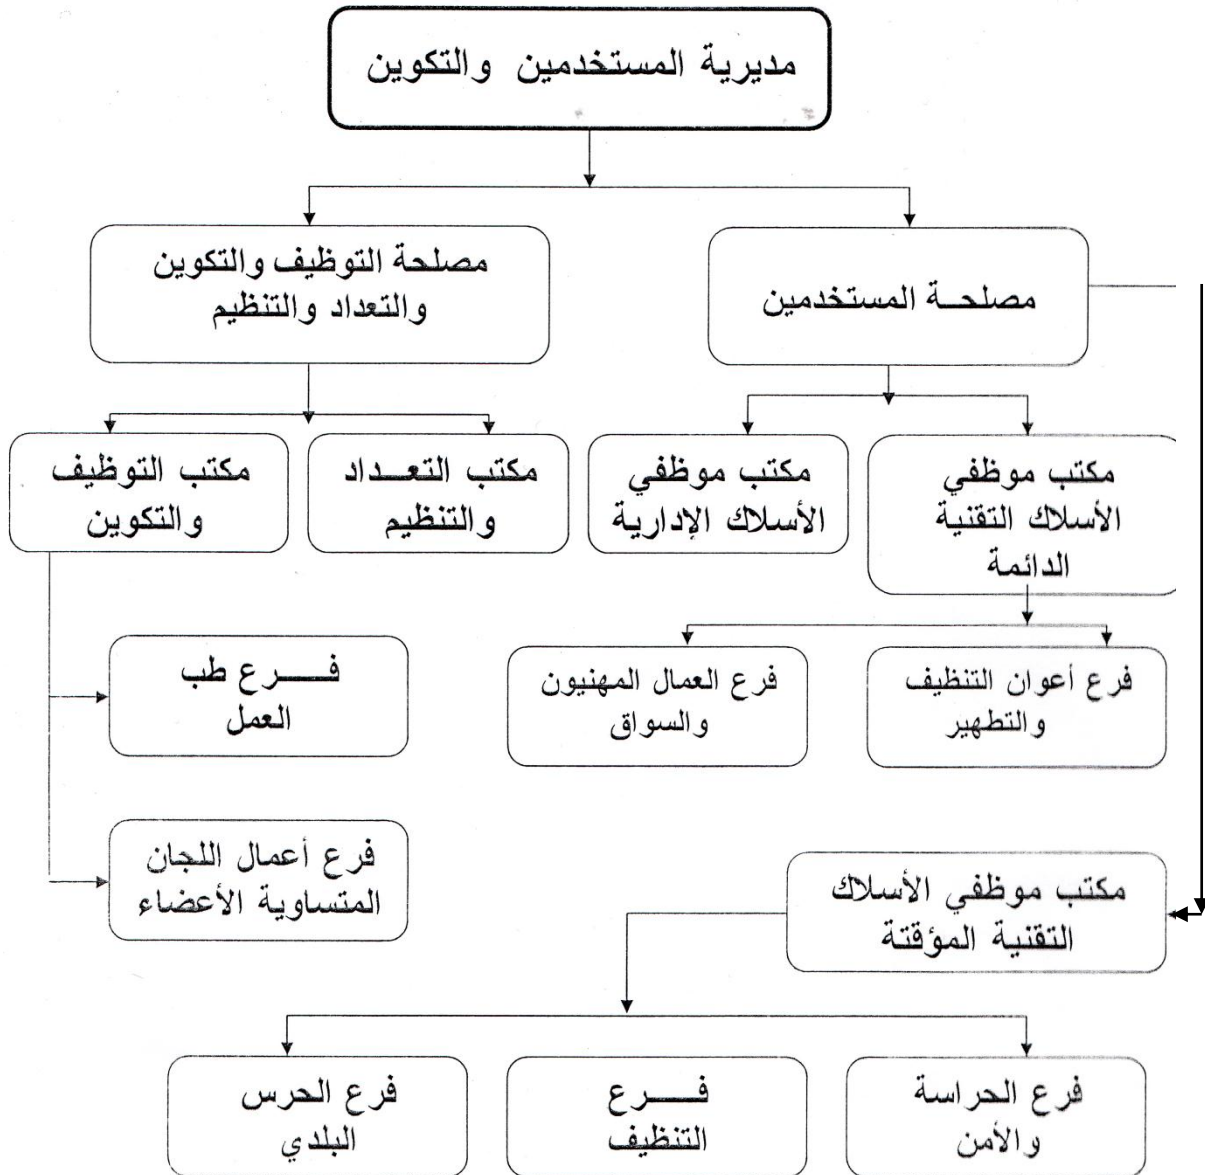 مديرية المستخدمين والتكوين
مصلحة المستخدمين
مصلحة التوظيف والتكوين
والتعداد والتنظيم
مكتب موظفي
الأسلاك التقنية
الدائمة
مكتب موظفي
الأسلاك الإدارية
مكتب التعداد
والتنظيم
مكتب التوظيف
والتكوين
فرع أعوان التنظيف
والتطهير
فرع العمال المهنيون
والسواق
فرع طب
العمل
فرع أعمال اللجان
المتساوية الأعضاء
مكتب موظفي الأسلاك
التقنية المؤقتة
فرع الحراسة
والأمن
فرع
التنظيف
فرع الحرس
البلدي